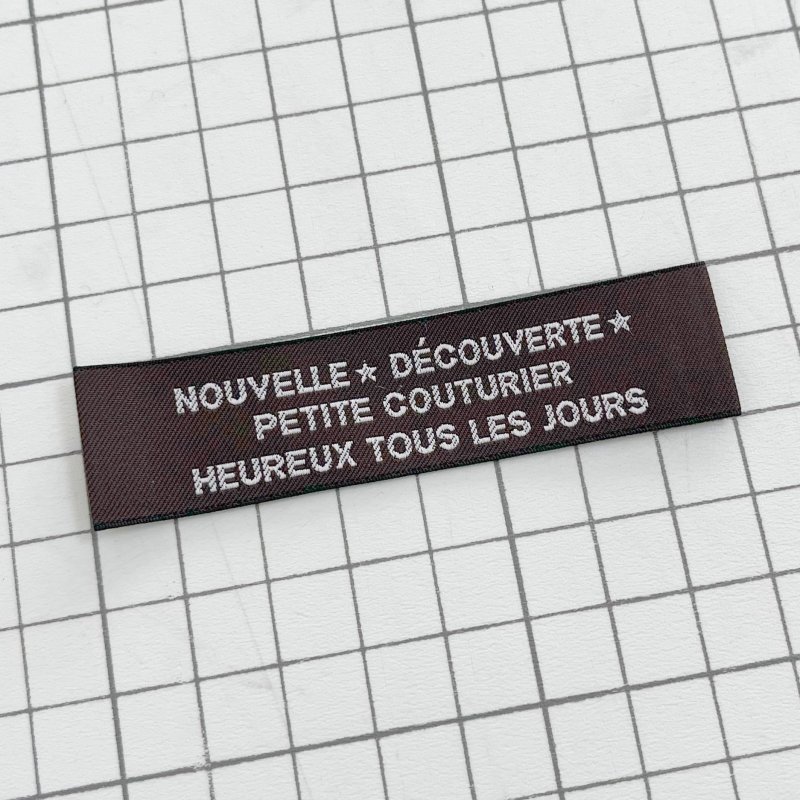 NOUVELLE★ DÉCOUVERTE★
PETITE COUTURIER
HEUREUX TOUS LES JOURS